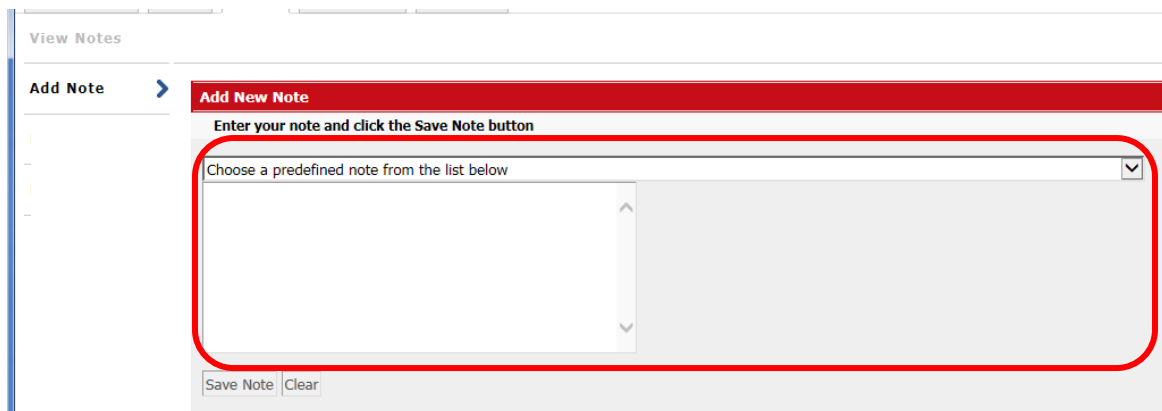 View Notes
Add Note
Add New Note
Enter your note and click the Save Note button
Choose a predefined note from the list below
Save Note Clear